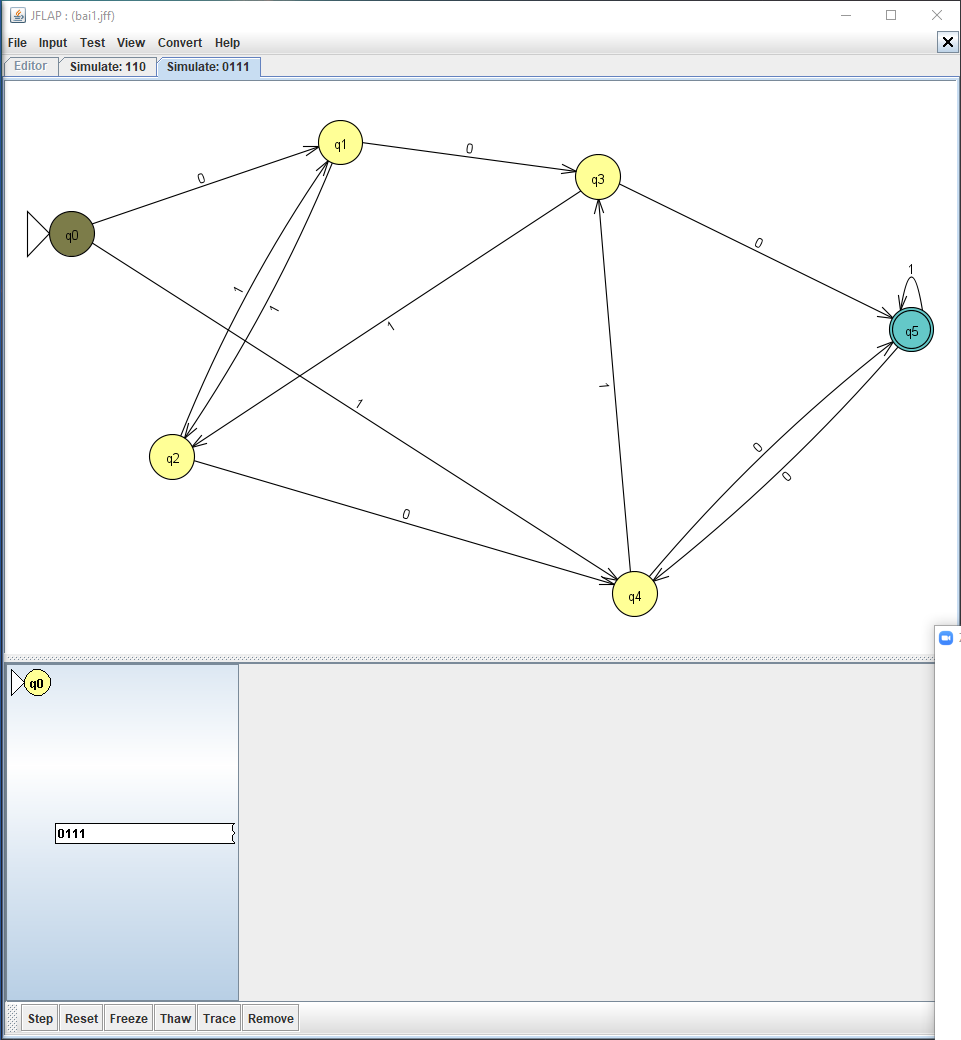 JFLAP : (bai1.jff)
File Input Test View Convert Help
Editor Simulate: 110 Simulate: 0111
q1
0
0
q3
q0
0
1
q5
1
1
1
1
1
0
q2
0
0
q4
q0
0111
Step Reset Freeze Thaw Trace Remove